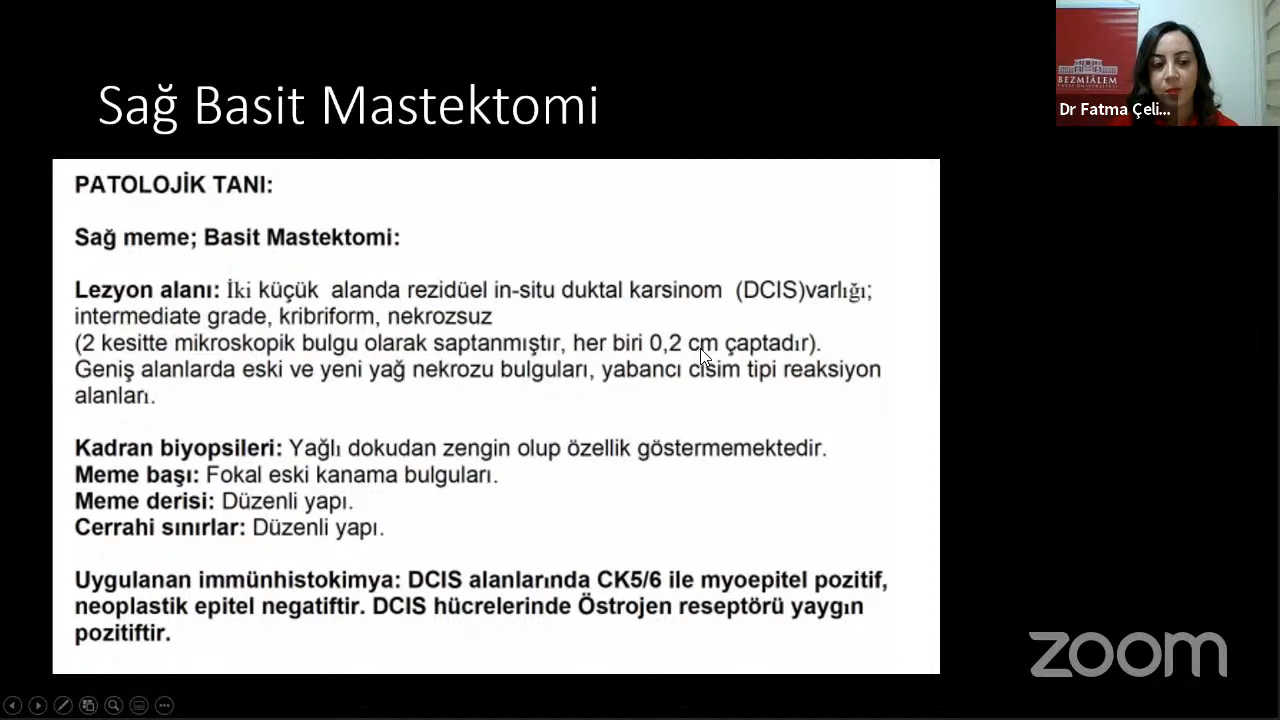 Sağ Basit Mastektomi
BEZMİÂLEM
Dr Fatma Çeli...
PATOLOJİK TANI:
Sağ meme; Basit Mastektomi:
Lezyon alanı: İki küçük alanda rezidüel in-situ duktal karsinom (DCIS)varlığı;
intermediate grade, kribriform, nekrozsuz
(2 kesitte mikroskopik bulgu olarak saptanmıştır, her biri 0,2 cm çaptadır).
Geniş alanlarda eski ve yeni yağ nekrozu bulguları, yabancı cisim tipi reaksiyon
alanları.
Kadran biyopsileri: Yağlı dokudan zengin olup özellik göstermemektedir.
Meme başı: Fokal eski kanama bulguları.
Meme derisi: Düzenli yapı.
Cerrahi sınırlar: Düzenli yapı.
Uygulanan immünhistokimya: DCIS alanlarında CK5/6 ile myoepitel pozitif,
neoplastik epitel negatiftir. DCIS hücrelerinde Östrojen reseptörü yaygın
pozitiftir.
zoom